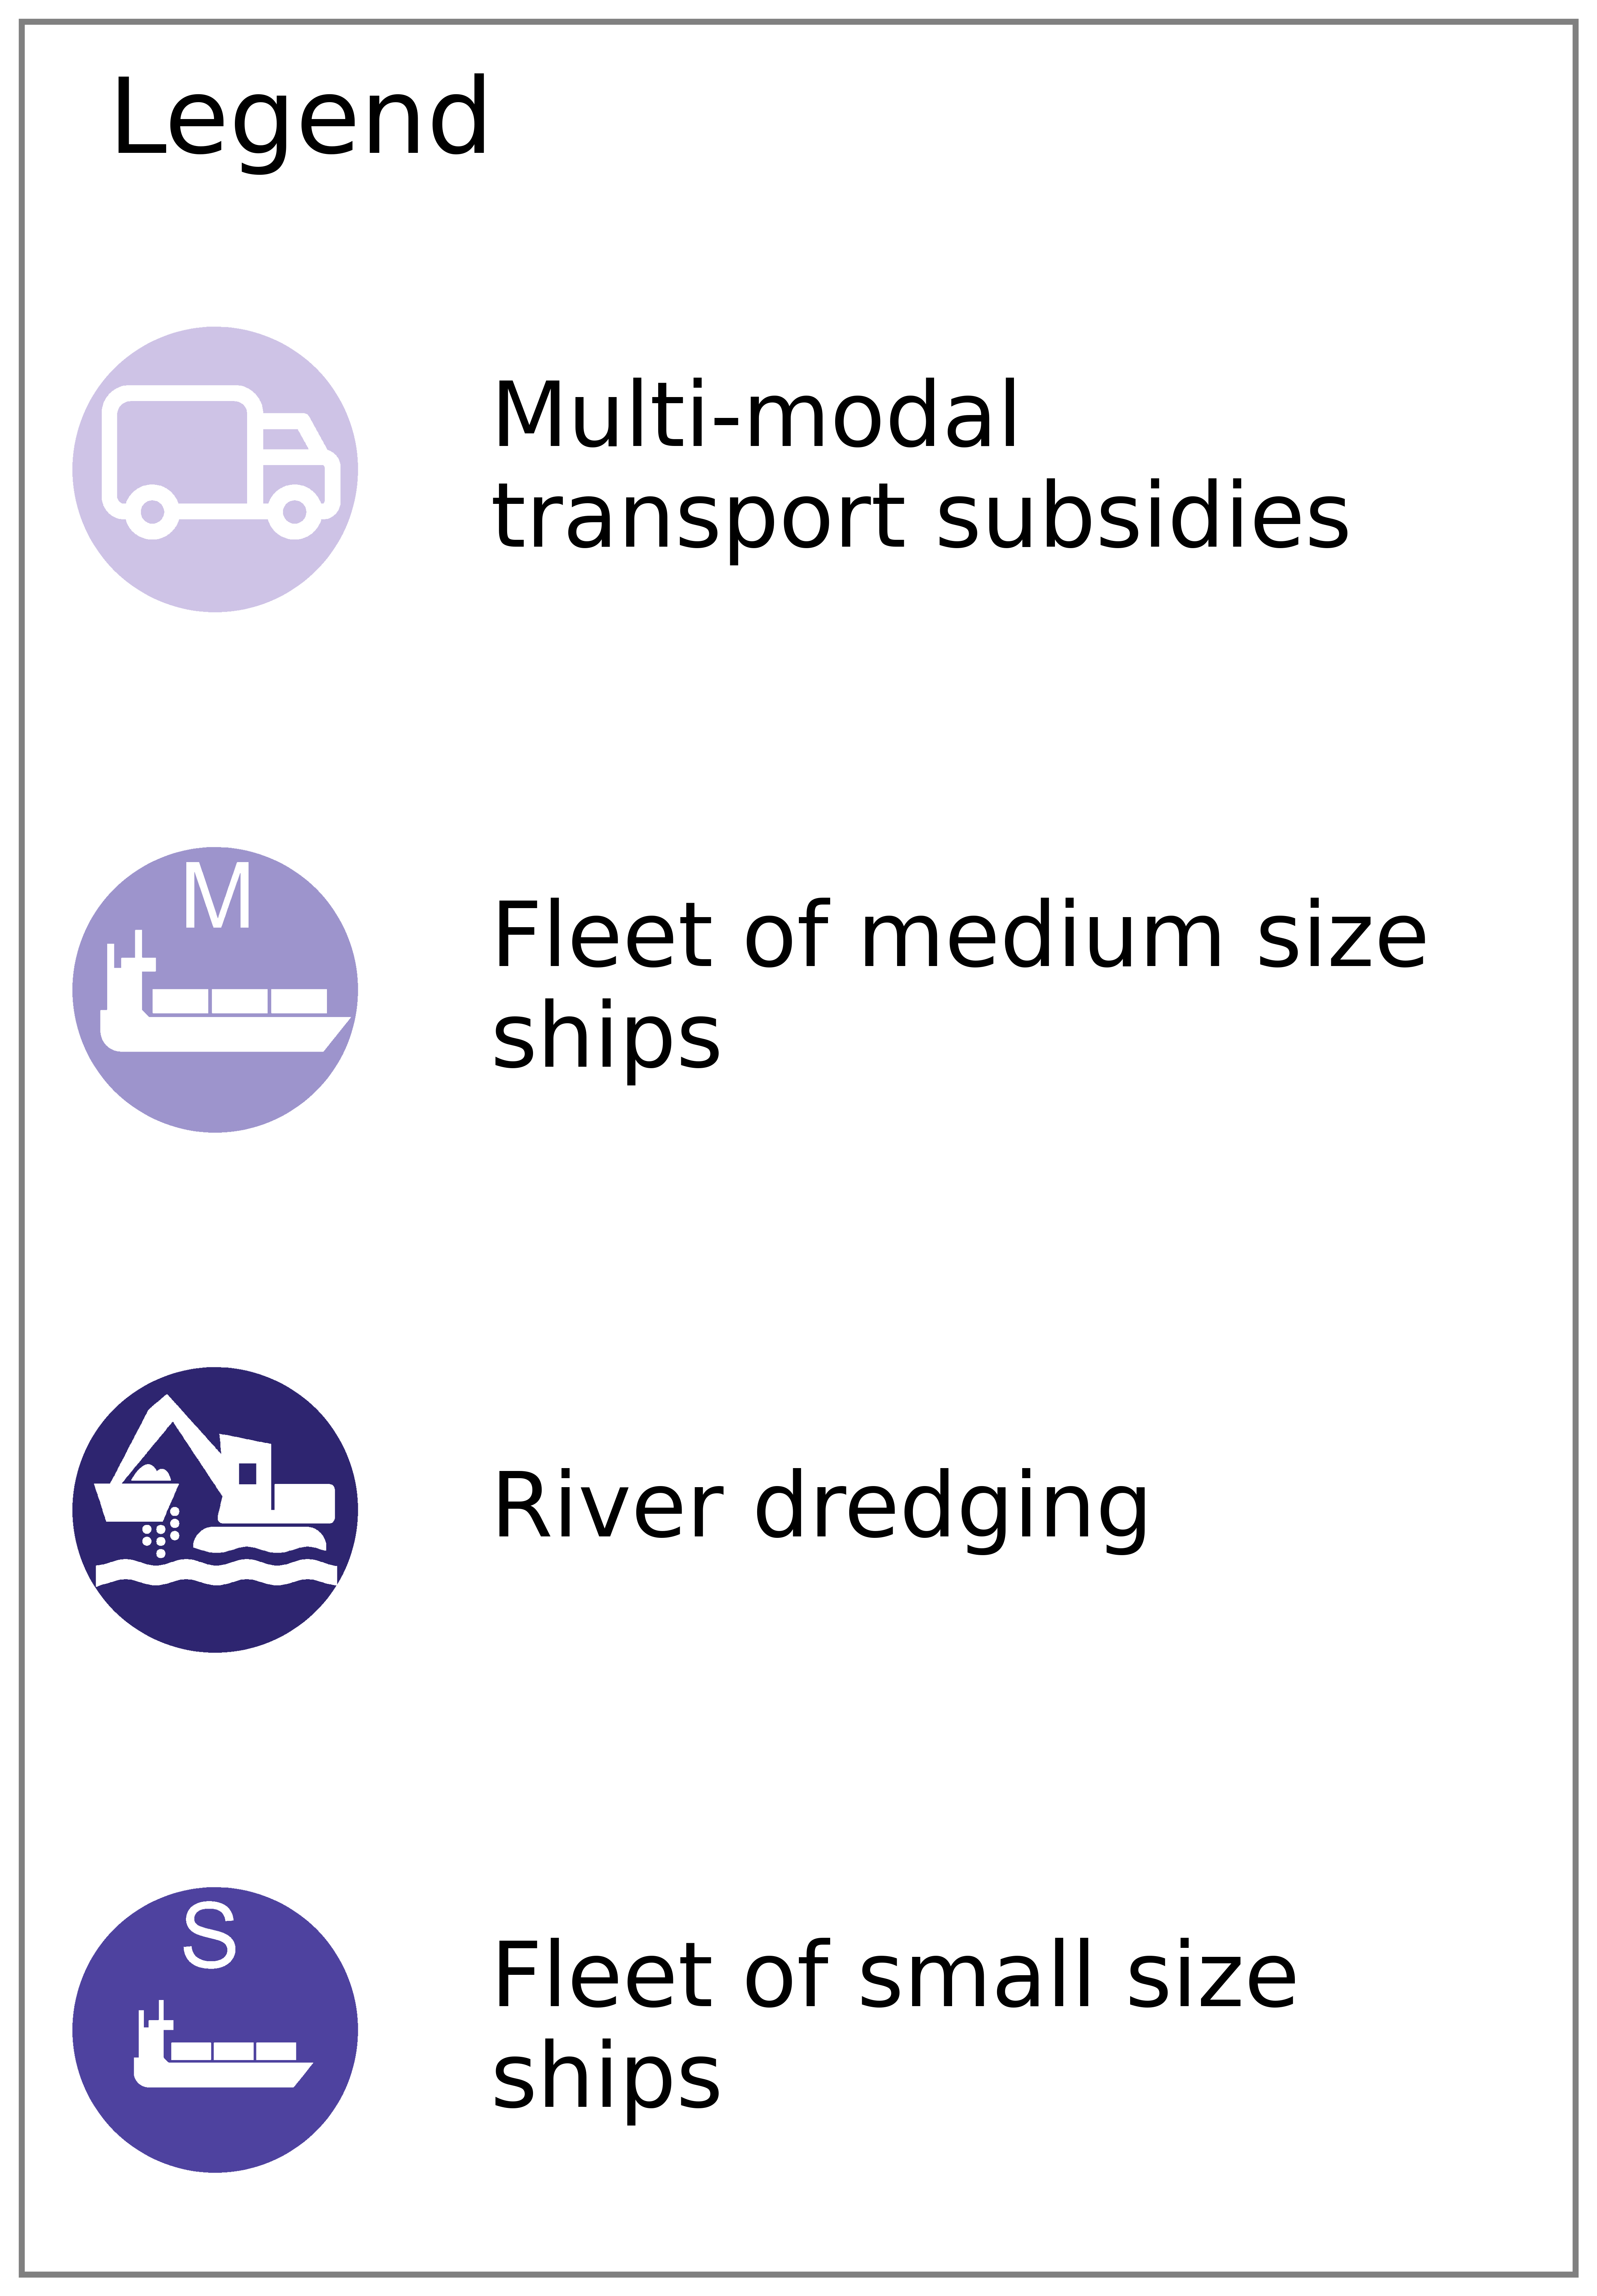 Legend
Multi-modal
transport subsidies
M
Fleet of medium size
ships
River dredging
S
Fleet of small size
ships